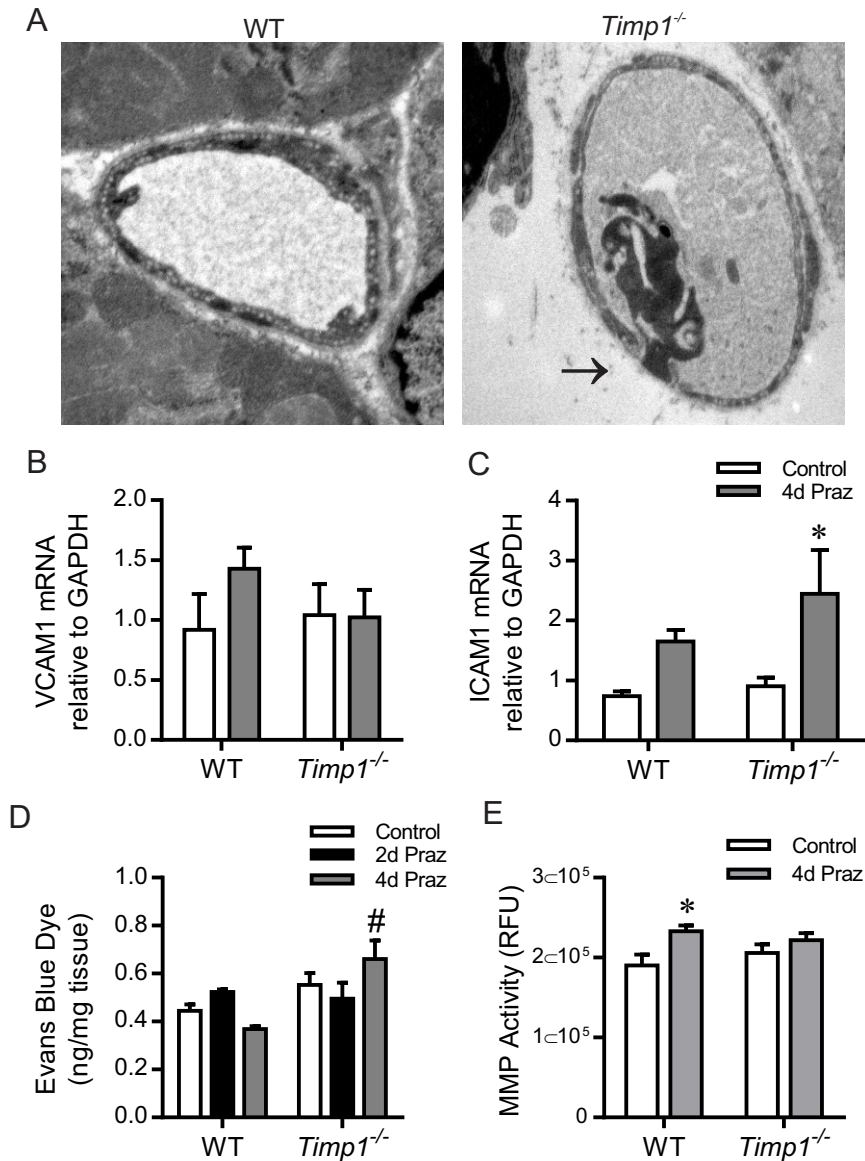 A
WT
Timp1-/-
B
VCAM1 mRNA
relative to GAPDH
2.0
1.5
1.0
0.5
0.0
WT
Timp1-/-
C
Control
4d Praz
ICAM1 mRNA
relative to GAPDH
4
3
2
1
0
*
WT
Timp1-/-
D
Control
2d Praz
4d Praz
Evans Blue Dye
(ng/mg tissue)
1.0
0.8
0.6
0.4
0.2
0.0
#
WT
Timp1-/-
E
Control
4d Praz
MMP Activity (RFU)
3⊂10⁵
2⊂10⁵
1⊂10⁵
0
*
WT
Timp1-/-